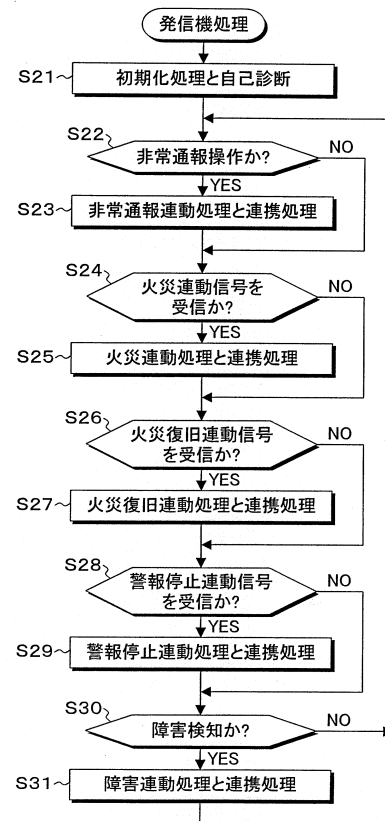 発信機処理
S21
初期化処理と自己診断
S22
非常通報操作か?
NO
YES
S23
非常通報連動処理と連携処理
S24
火災連動信号を
受信か?
NO
YES
S25
火災連動処理と連携処理
S26
火災復旧連動信号
を受信か?
NO
YES
S27
火災復旧連動処理と連携処理
S28
警報停止連動信号
を受信か?
NO
YES
S29
警報停止連動処理と連携処理
S30
障害検知か?
NO
YES
S31
障害連動処理と連携処理